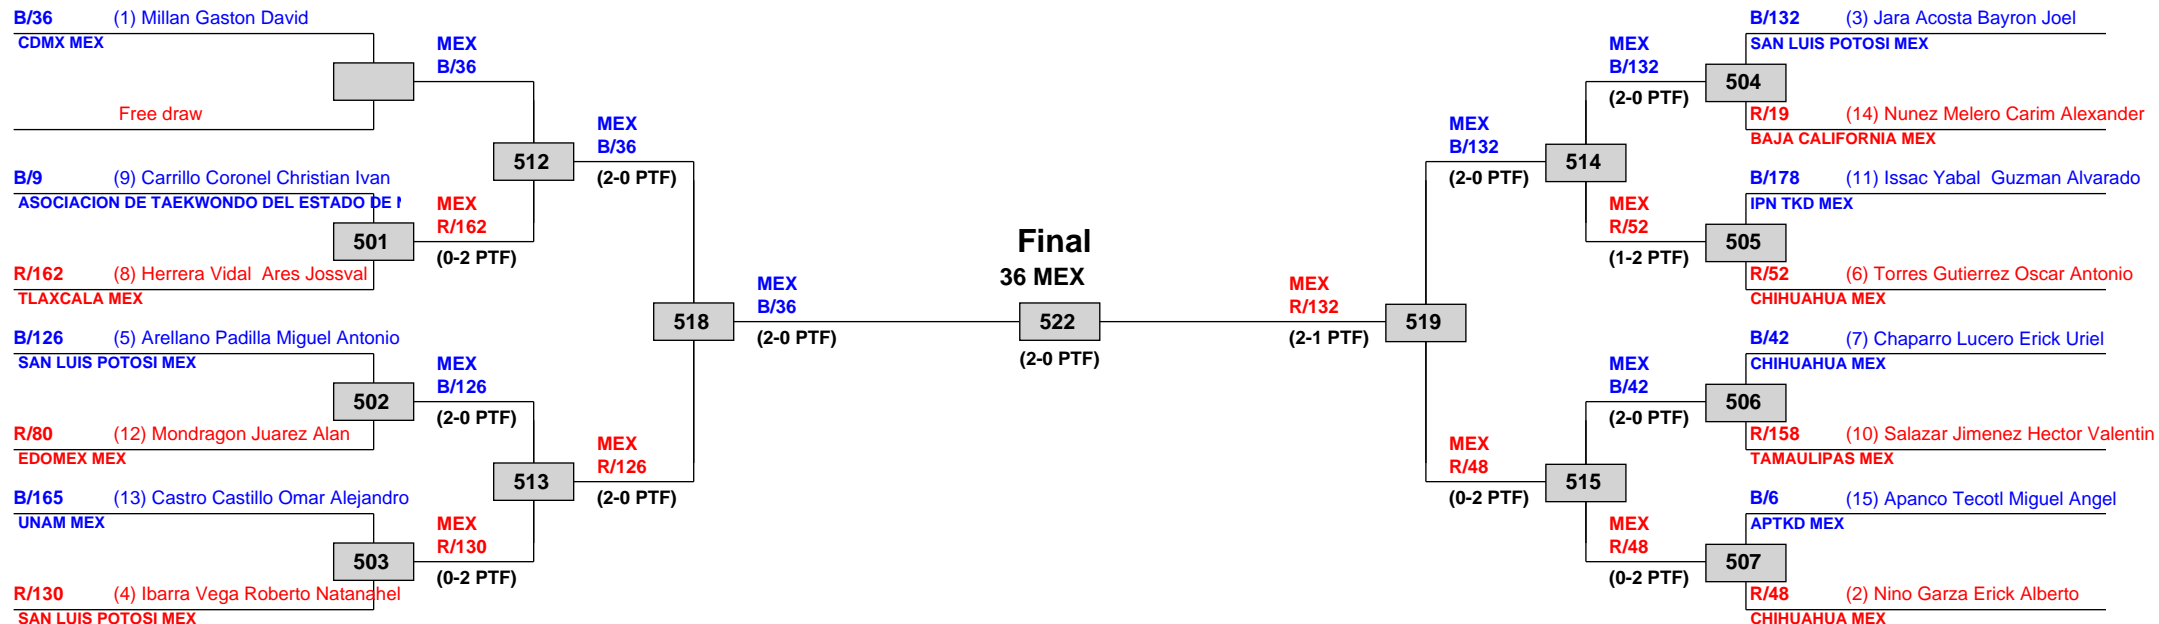 B/36 (1) Millan Gaston David
CDMX MEX
Free draw
MEX
B/36
B/9 (9) Carrillo Coronel Christian Ivan
ASOCIACION DE TAEKWONDO DEL ESTADO DE
501
R/162 (8) Herrera Vidal Ares Jossval
TLAXCALA MEX
MEX
R/162
(0-2 PTF)
512
MEX
B/36
(2-0 PTF)
B/126 (5) Arellano Padilla Miguel Antonio
SAN LUIS POTOSI MEX
502
R/80 (12) Mondragon Juarez Alan
EDOMEX MEX
MEX
B/126
(2-0 PTF)
B/165 (13) Castro Castillo Omar Alejandro
UNAM MEX
503
R/130 (4) Ibarra Vega Roberto Natanahel
SAN LUIS POTOSI MEX
MEX
R/130
(0-2 PTF)
513
MEX
R/126
(2-0 PTF)
518
MEX
B/36
(2-0 PTF)
Final
36 MEX
522
(2-0 PTF)
MEX
R/132
(2-1 PTF)
519
MEX
B/132
(2-0 PTF)
514
MEX
B/132
(2-0 PTF)
B/132 (3) Jara Acosta Bayron Joel
SAN LUIS POTOSI MEX
504
R/19 (14) Nunez Melero Carim Alexander
BAJA CALIFORNIA MEX
MEX
R/52
(1-2 PTF)
B/178 (11) Issac Yabal Guzman Alvarado
IPN TKD MEX
505
R/52 (6) Torres Gutierrez Oscar Antonio
CHIHUAHUA MEX
MEX
R/48
(0-2 PTF)
515
MEX
B/42
(2-0 PTF)
B/42 (7) Chaparro Lucero Erick Uriel
CHIHUAHUA MEX
506
R/158 (10) Salazar Jimenez Hector Valentin
TAMAULIPAS MEX
MEX
R/48
(0-2 PTF)
B/6 (15) Apanco Tecotl Miguel Angel
APTKD MEX
507
R/48 (2) Nino Garza Erick Alberto
CHIHUAHUA MEX